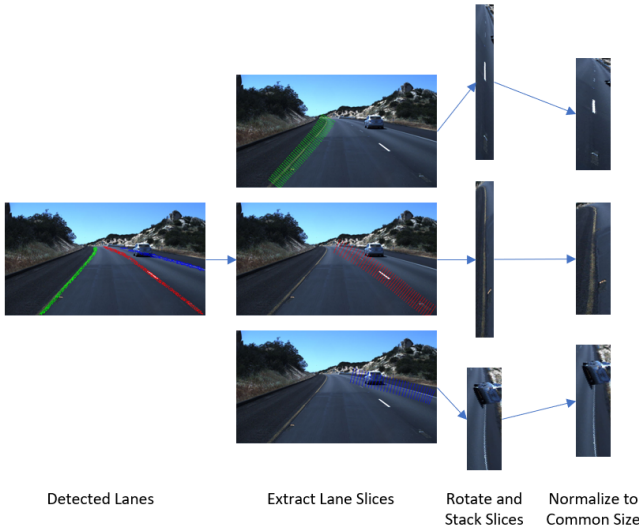 Detected Lanes
Extract Lane Slices
Rotate and
Stack Slices
Normalize to
Common Size